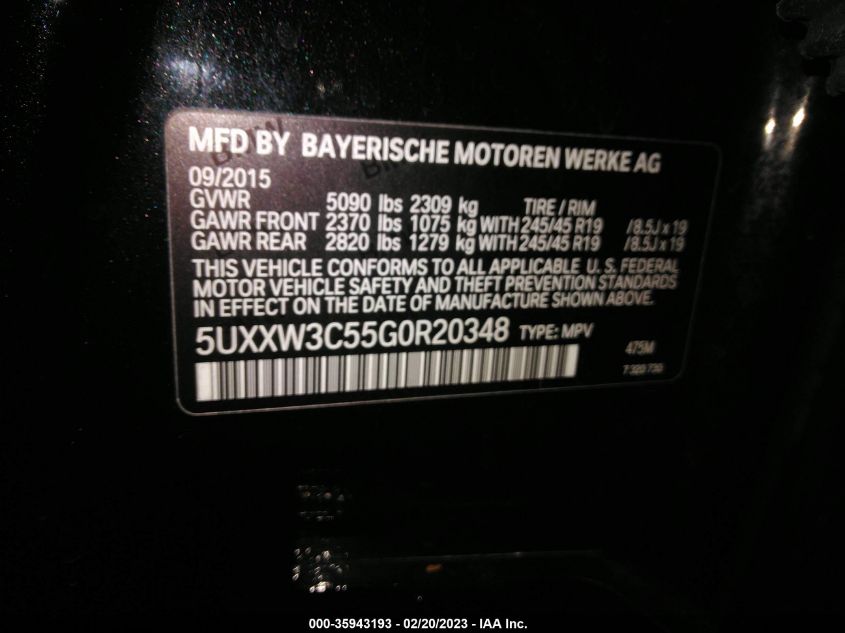 MFD BY BAYERISCHE MOTOREN WERKE AG
09/2015
GVWR 5090 lbs 2309 kg TIRE / RIM
GAWR FRONT 2370 lbs 1075 kg WITH 245/45 R19 /8.5J x 19
GAWR REAR 2820 lbs 1279 kg WITH 245/45 R19 /8.5J x 19
THIS VEHICLE CONFORMS TO ALL APPLICABLE U.S. FEDERAL
MOTOR VEHICLE SAFETY AND THEFT PREVENTION STANDARDS
IN EFFECT ON THE DATE OF MANUFACTURE SHOWN ABOVE.
5UXXW3C55G0R20348 TYPE: MPV
475M
7 320 730
000-35943193 - 02/20/2023 - IAA Inc.